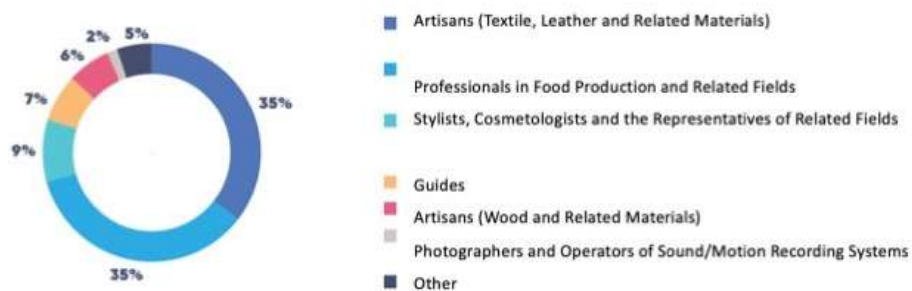 Artisans (Textile, Leather and Related Materials)
2% 5%
6%
Professionals in Food Production and Related Fields
7%
35%
Stylists, Cosmetologists and the Representatives of Related Fields
9%
Guides
Artisans (Wood and Related Materials)
Photographers and Operators of Sound/Motion Recording Systems
35%
Other